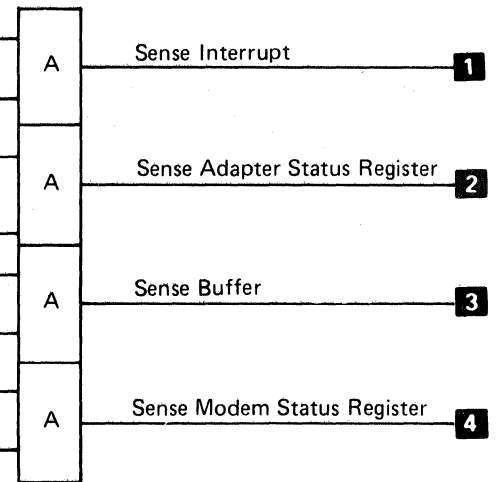 A Sense Interrupt 1
A Sense Adapter Status Register 2
A Sense Buffer 3
A Sense Modem Status Register 4